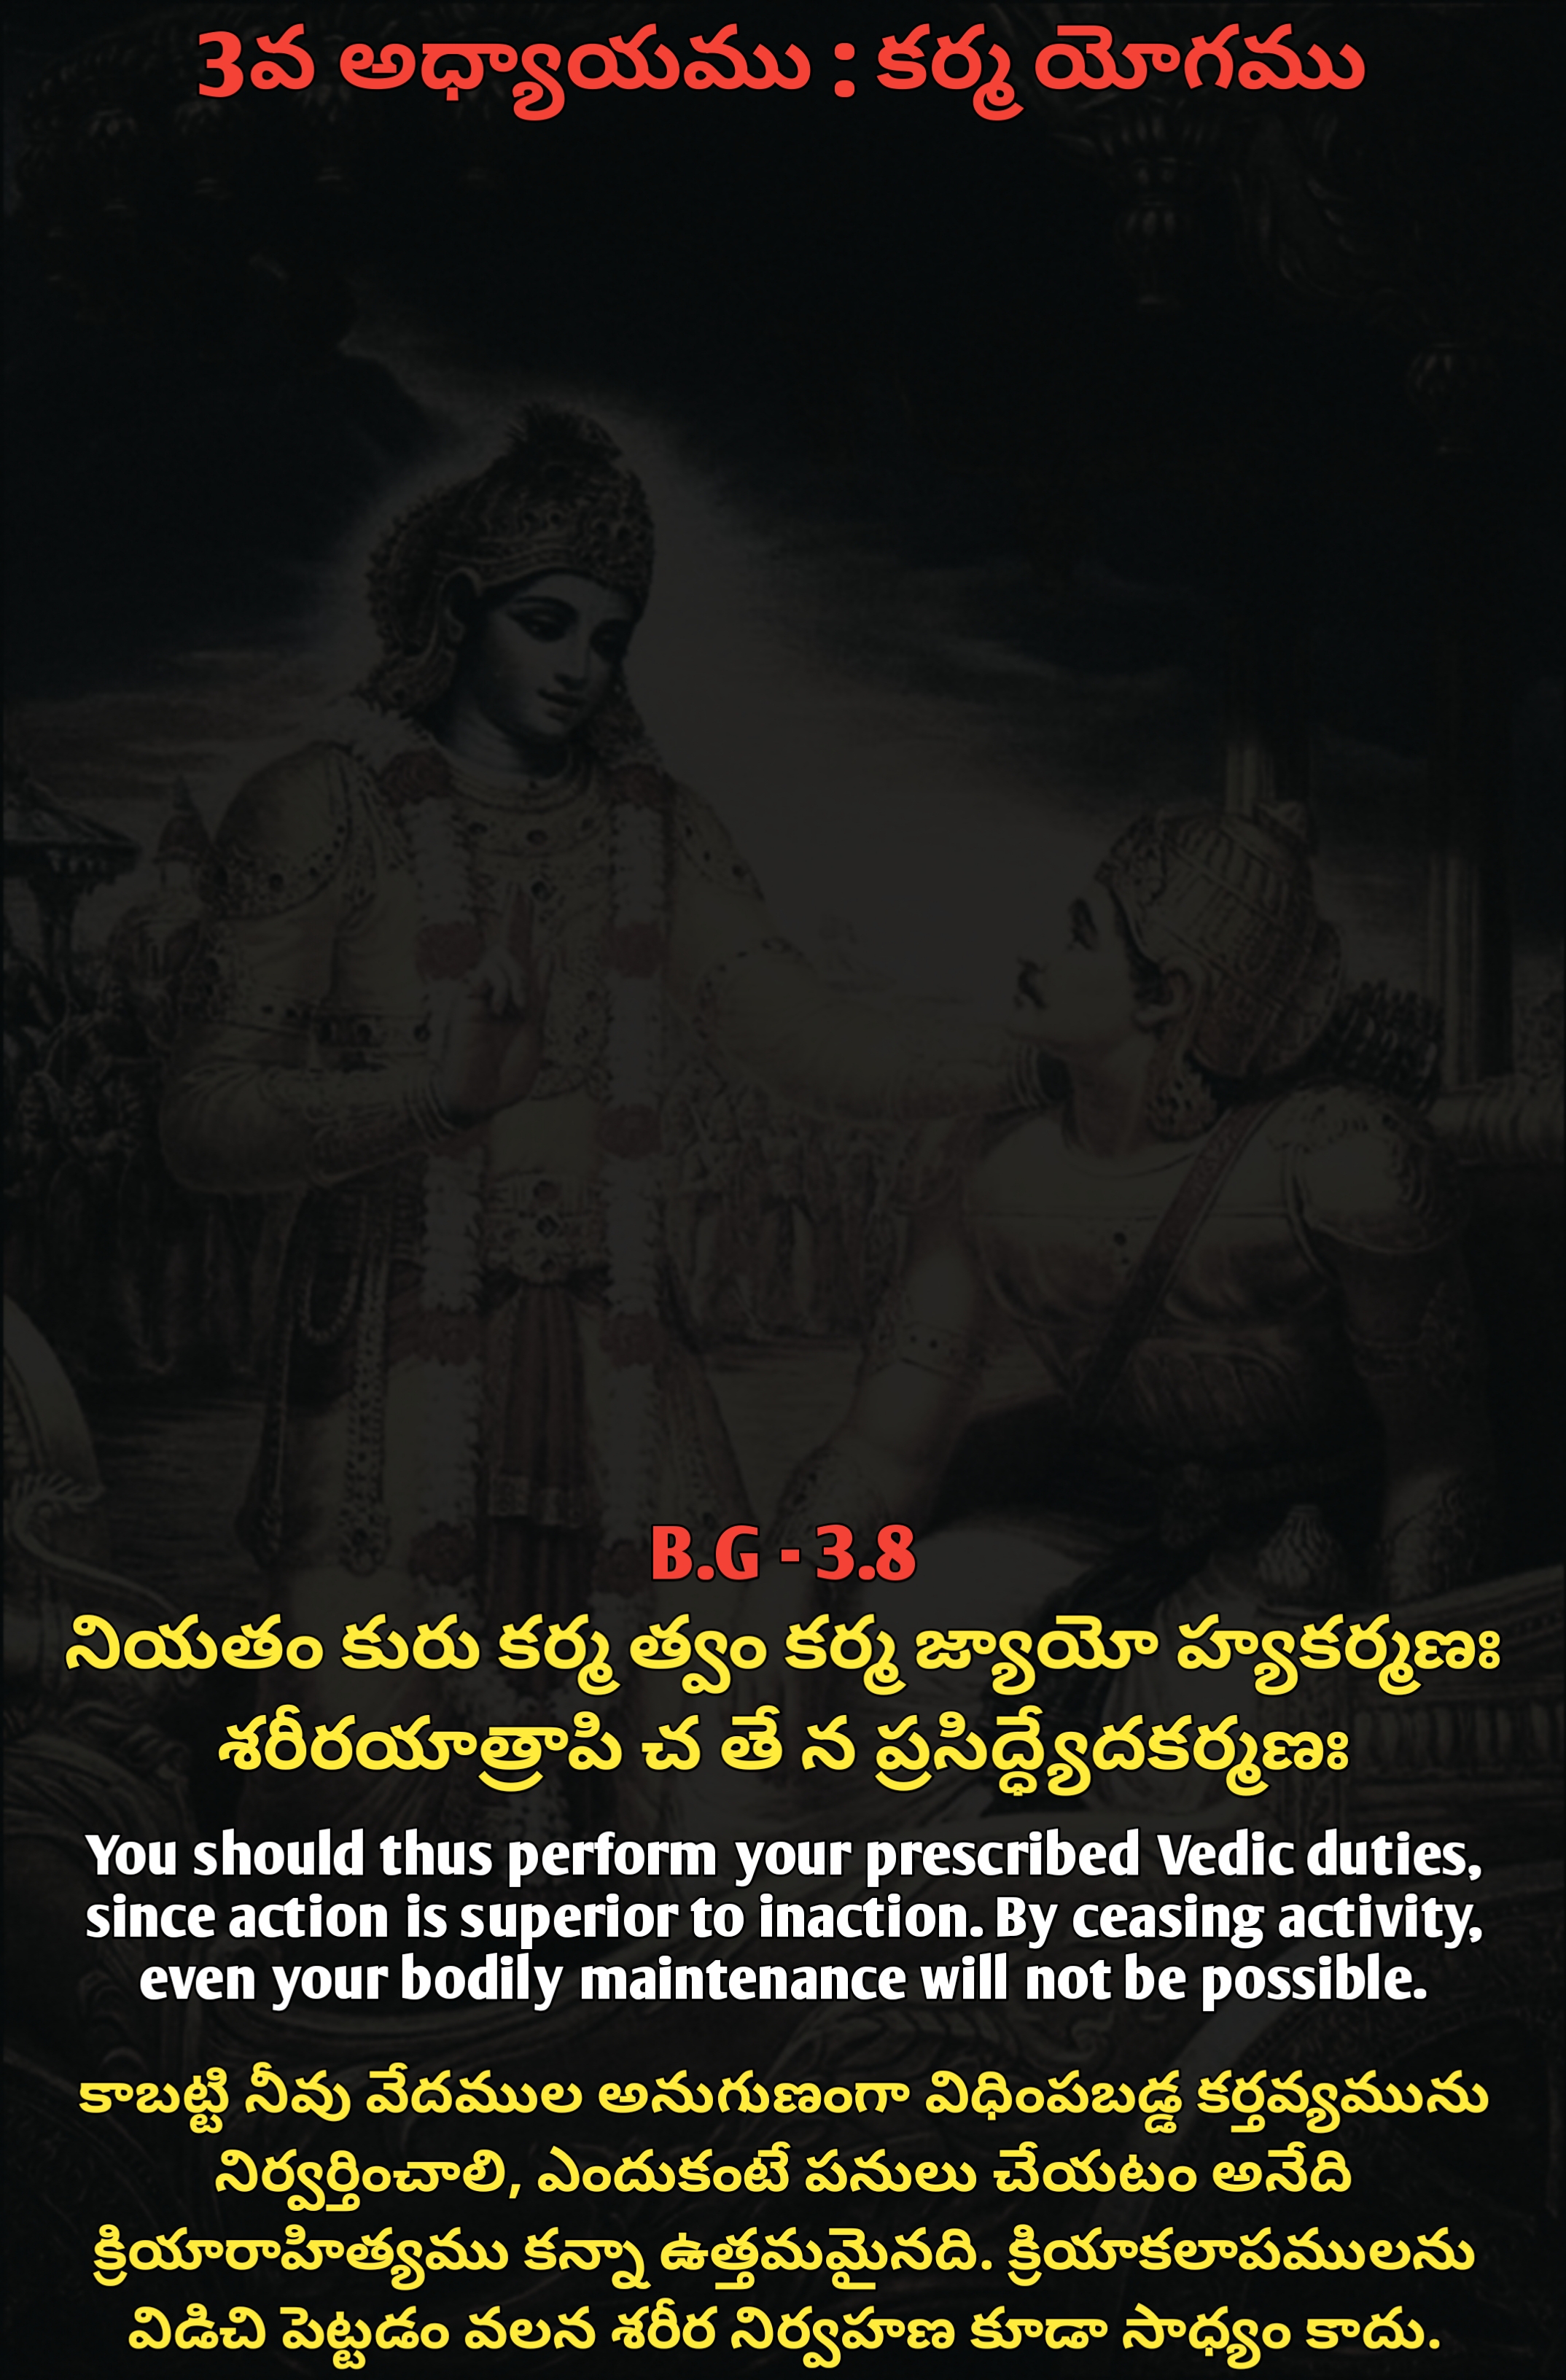 3వ అధ్యాయము : కర్మ యోగము
B.G - 3.8
నియతం కురు కర్మ త్వం కర్మ జ్యాయో హ్యకర్మణః
శరీరయాత్రాపి చ తే న ప్రసిద్ధ్యేదకర్మణః
You should thus perform your prescribed Vedic duties,
since action is superior to inaction. By ceasing activity,
even your bodily maintenance will not be possible.
కాబట్టి నీవు వేదముల అనుగుణంగా విధింపబడ్డ కర్తవ్యమును
నిర్వర్తించాలి, ఎందుకంటే పనులు చేయటం అనేది
క్రియారాహిత్యము కన్నా ఉత్తమమైనది. క్రియాకలాపములను
విడిచి పెట్టడం వలన శరీర నిర్వహణ కూడా సాధ్యం కాదు.